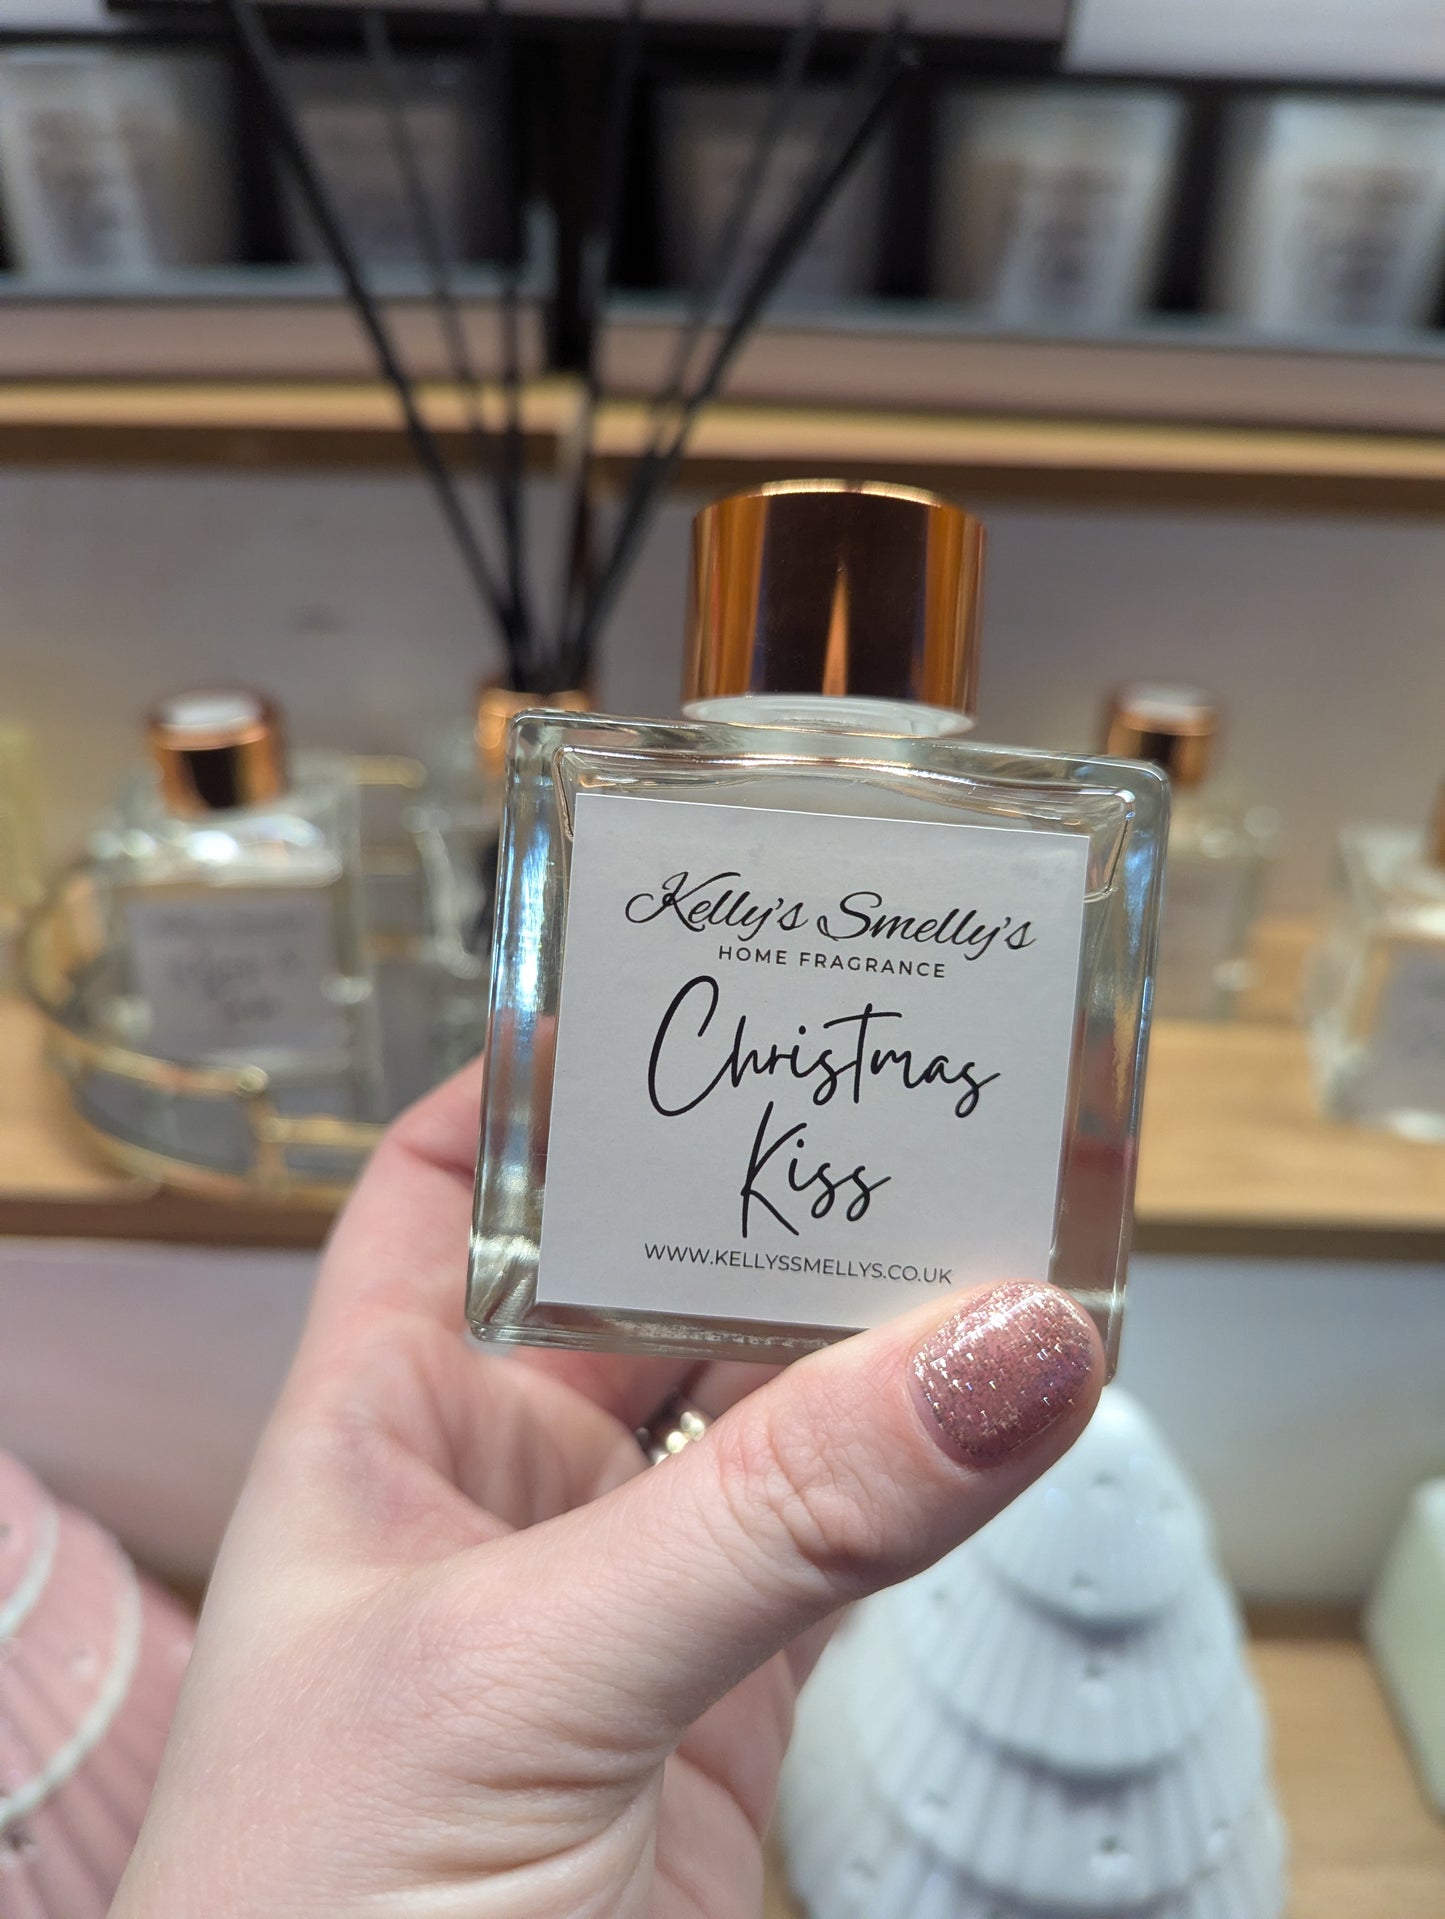 Kelly's Smelly's
HOME FRAGRANCE
Christmas
Kiss
WWW.KELLYSSMELLYS.CO.UK